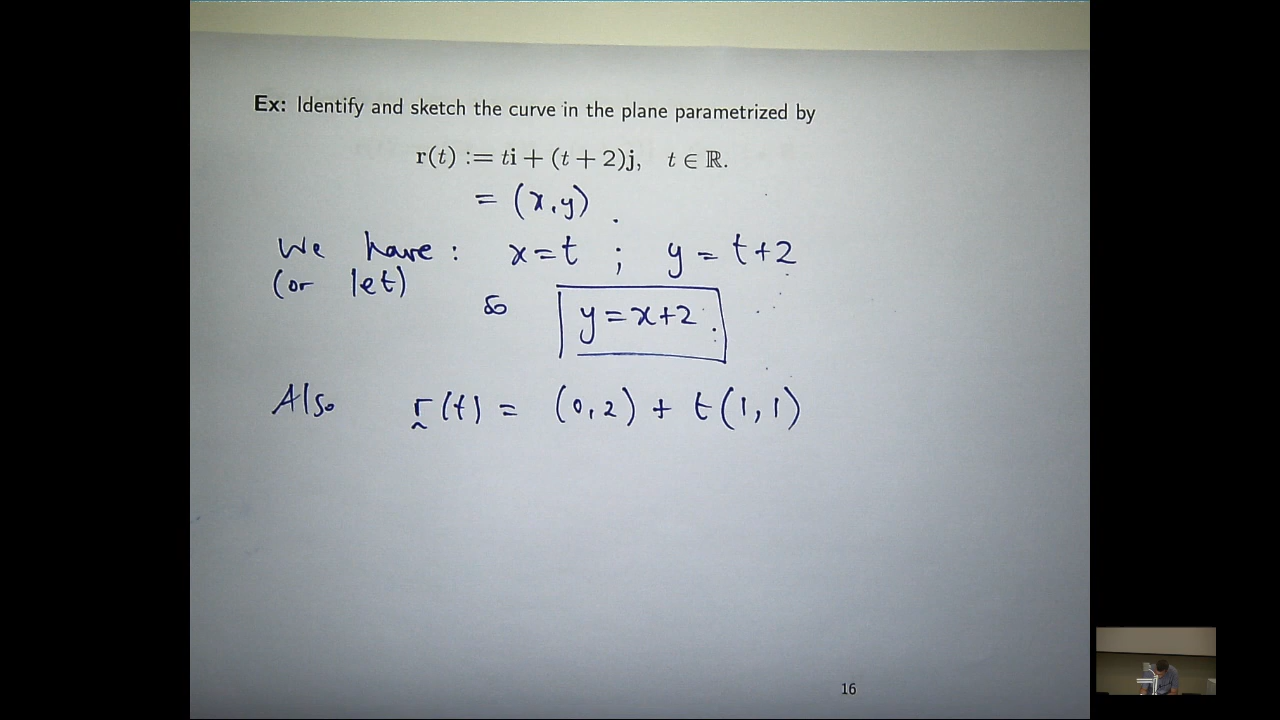 Ex: Identify and sketch the curve in the plane parametrized by
r(t) := ti + (t + 2)j, t ∈ ℝ.
= (x,y).
We have: x=t ; y = t+2
(or let)
so y=x+2.
Also r(t) = (0,2) + t(1,1)
16